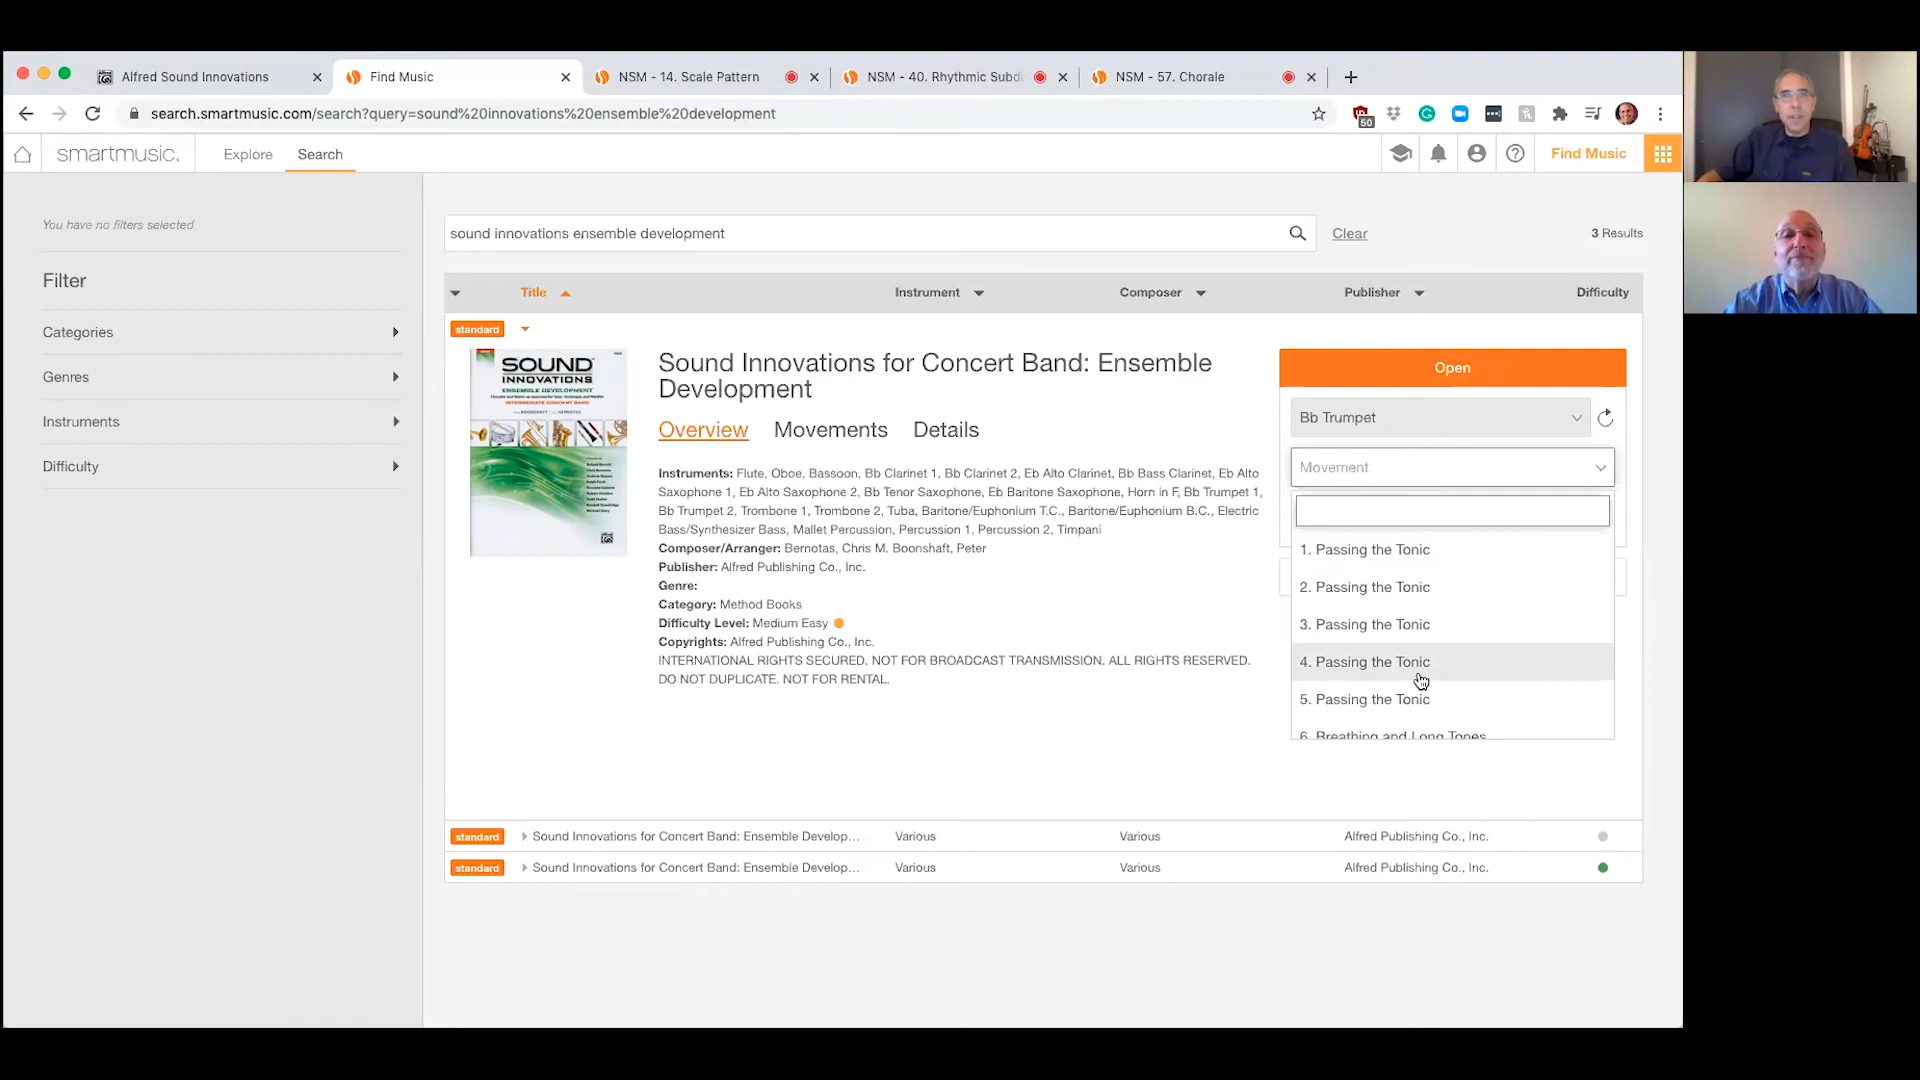 Alfred Sound Innovations
Find Music
NSM - 14. Scale Pattern
NSM - 40. Rhythmic Subdi
NSM - 57. Chorale
search.smartmusic.com/search?query=sound%20innovations%20ensemble%20development
50
smartmusic.
Explore
Search
Find Music
You have no filters selected.
Filter
Categories
Genres
Instruments
Difficulty
sound innovations ensemble development
Clear
3 Results
Title
Instrument
Composer
Publisher
Difficulty
standard
SOUND
INNOVATIONS
ENSEMBLE DEVELOPMENT
INTERMEDIATE CONCERT BAND
Sound Innovations for Concert Band: Ensemble
Development
Overview
Movements
Details
Instruments: Flute, Oboe, Bassoon, Bb Clarinet 1, Bb Clarinet 2, Eb Alto Clarinet, Bb Bass Clarinet, Eb Alto
Saxophone 1, Eb Alto Saxophone 2, Bb Tenor Saxophone, Eb Baritone Saxophone, Horn in F, Bb Trumpet 1,
Bb Trumpet 2, Trombone 1, Trombone 2, Tuba, Baritone/Euphonium T.C., Baritone/Euphonium B.C., Electric
Bass/Synthesizer Bass, Mallet Percussion, Percussion 1, Percussion 2, Timpani
Composer/Arranger: Bernotas, Chris M. Boonshaft, Peter
Publisher: Alfred Publishing Co., Inc.
Genre:
Category: Method Books
Difficulty Level: Medium Easy
Copyrights: Alfred Publishing Co., Inc.
INTERNATIONAL RIGHTS SECURED. NOT FOR BROADCAST TRANSMISSION. ALL RIGHTS RESERVED.
DO NOT DUPLICATE. NOT FOR RENTAL.
Open
Bb Trumpet
Movement
1. Passing the Tonic
2. Passing the Tonic
3. Passing the Tonic
4. Passing the Tonic
5. Passing the Tonic
6. Breathing and Long Tones
standard
Sound Innovations for Concert Band: Ensemble Develop...
Various
Various
Alfred Publishing Co., Inc.
standard
Sound Innovations for Concert Band: Ensemble Develop...
Various
Various
Alfred Publishing Co., Inc.